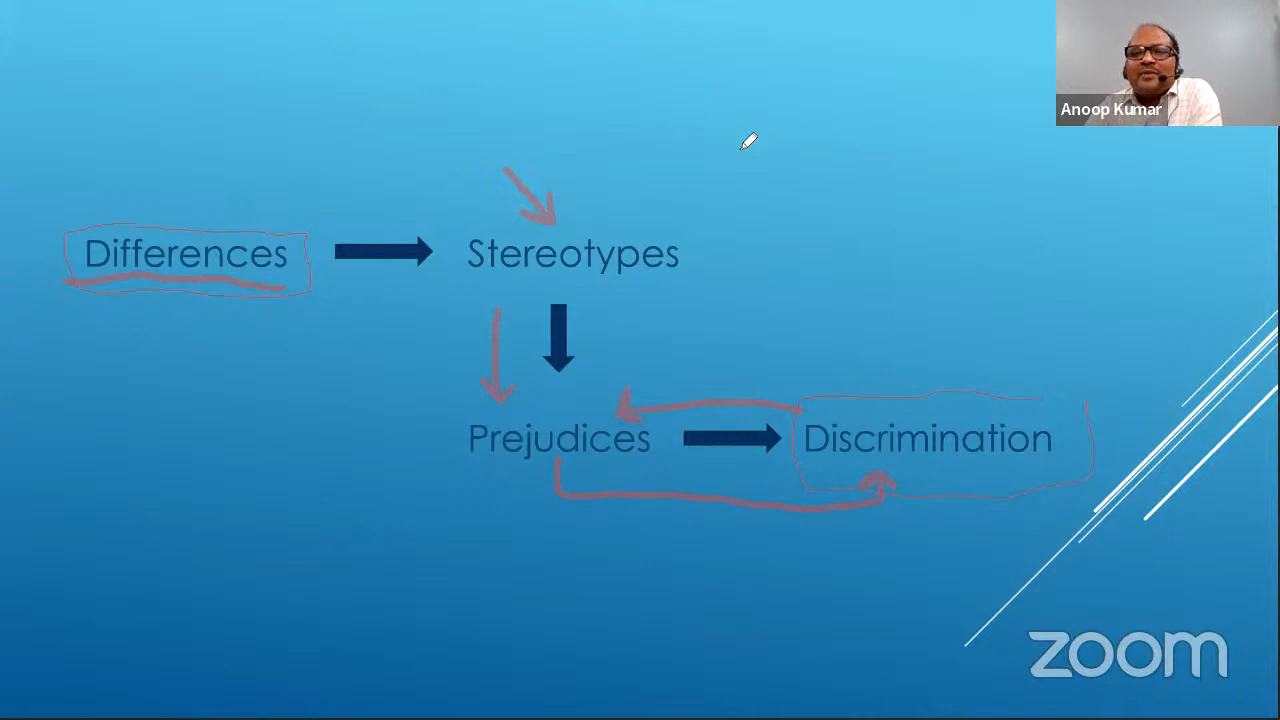 Anoop Kumar
Differences
Stereotypes
Prejudices
Discrimination
zoom